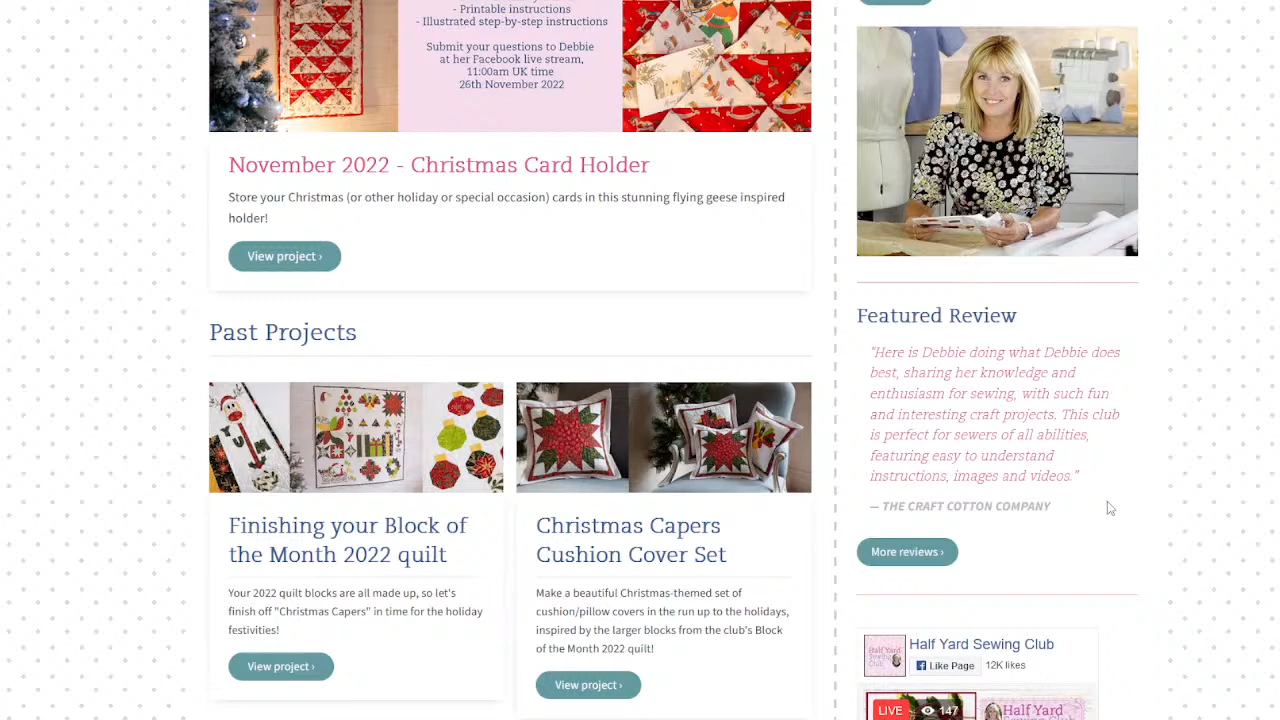 - Printable instructions
- Illustrated step-by-step instructions
Submit your questions to Debbie
at her Facebook live stream,
11:00am UK time
26th November 2022
November 2022 - Christmas Card Holder
Store your Christmas (or other holiday or special occasion) cards in this stunning flying geese inspired
holder!
View project ›
Past Projects
YUM
Finishing your Block of
the Month 2022 quilt
Your 2022 quilt blocks are all made up, so let's
finish off "Christmas Capers" in time for the holiday
festivities!
View project ›
Christmas Capers
Cushion Cover Set
Make a beautiful Christmas-themed set of
cushion/pillow covers in the run up to the holidays,
inspired by the larger blocks from the club's Block
of the Month 2022 quilt!
View project ›
Featured Review
“Here is Debbie doing what Debbie does
best, sharing her knowledge and
enthusiasm for sewing, with such fun
and interesting craft projects. This club
is perfect for sewers of all abilities,
featuring easy to understand
instructions, images and videos.”
— THE CRAFT COTTON COMPANY
More reviews ›
Half Yard
Sewing
Club
Half Yard Sewing Club
Like Page
12K likes
LIVE 147
Half Yard